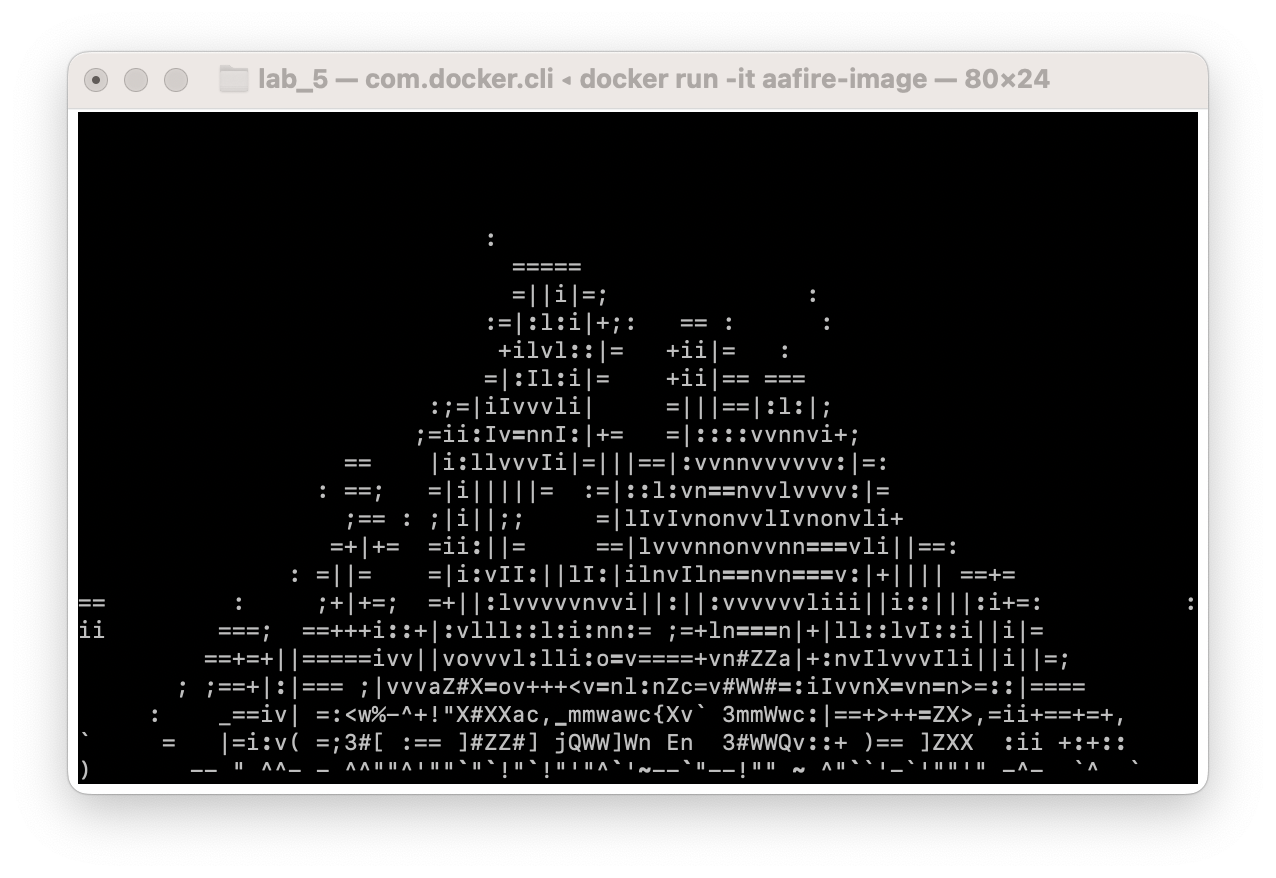 lab_5 — com.docker.cli ◂ docker run -it aafire-image — 80×24
:
=====
=||i|=; :
:=|:l:i|+;: == : :
+ilvl::|= +ii|= :
=|:Il:i|= +ii|== ===
:;=|iIvvvli| =|||==|:l:|;
;=ii:Iv=nnI:|+= =|::::vvnnvi+;
== |i:llvvvIi|=|||==|:vvnnvvvvvv:|=:
: ==; =|i|||||= :=|::l:vn==nvvlvvvv:|=
;== : ;|i||;; =|lIvIvnonvvlIvnonvli+
=+|+= =ii:||= ==|lvvvnnonvvnn===vli||==:
: =||= =|i:vII:||lI:|ilnvIln==nvn===v:|+|||| ==+=
== : ;+|+=; =+||:lvvvvvnvvi||:||:vvvvvvliii||i::|||:i+=: :
ii ===; ==+++i::+|:vlll::l:i:nn:= ;=+ln===n|+|ll::lvI::i||i|=
==+=+||=====ivv||vovvvl:lli:o=v====+vn#ZZa|+:nvIlvvvIli||i||=;
; ;==+|:|=== ;|vvvaZ#X=ov+++<v=nl:nZc=v#WW#=:iIvvnX=vn=n>=::|====
: _==iv| =:<w%-^+!"X#XXac,_mmwawc{Xv` 3mmWwc:|==+>++=ZX>,=ii+==+=+,
` = |=i:v( =;3#[ :== ]#ZZ#] jQWW]Wn En 3#WWQv::+ )== ]ZXX :ii +:+::
) -- " ^^- - ^^""^'""`"`!"`!"'"^`'~--`"--!"" ~ ^"``'-`'""'" -^- `^ `